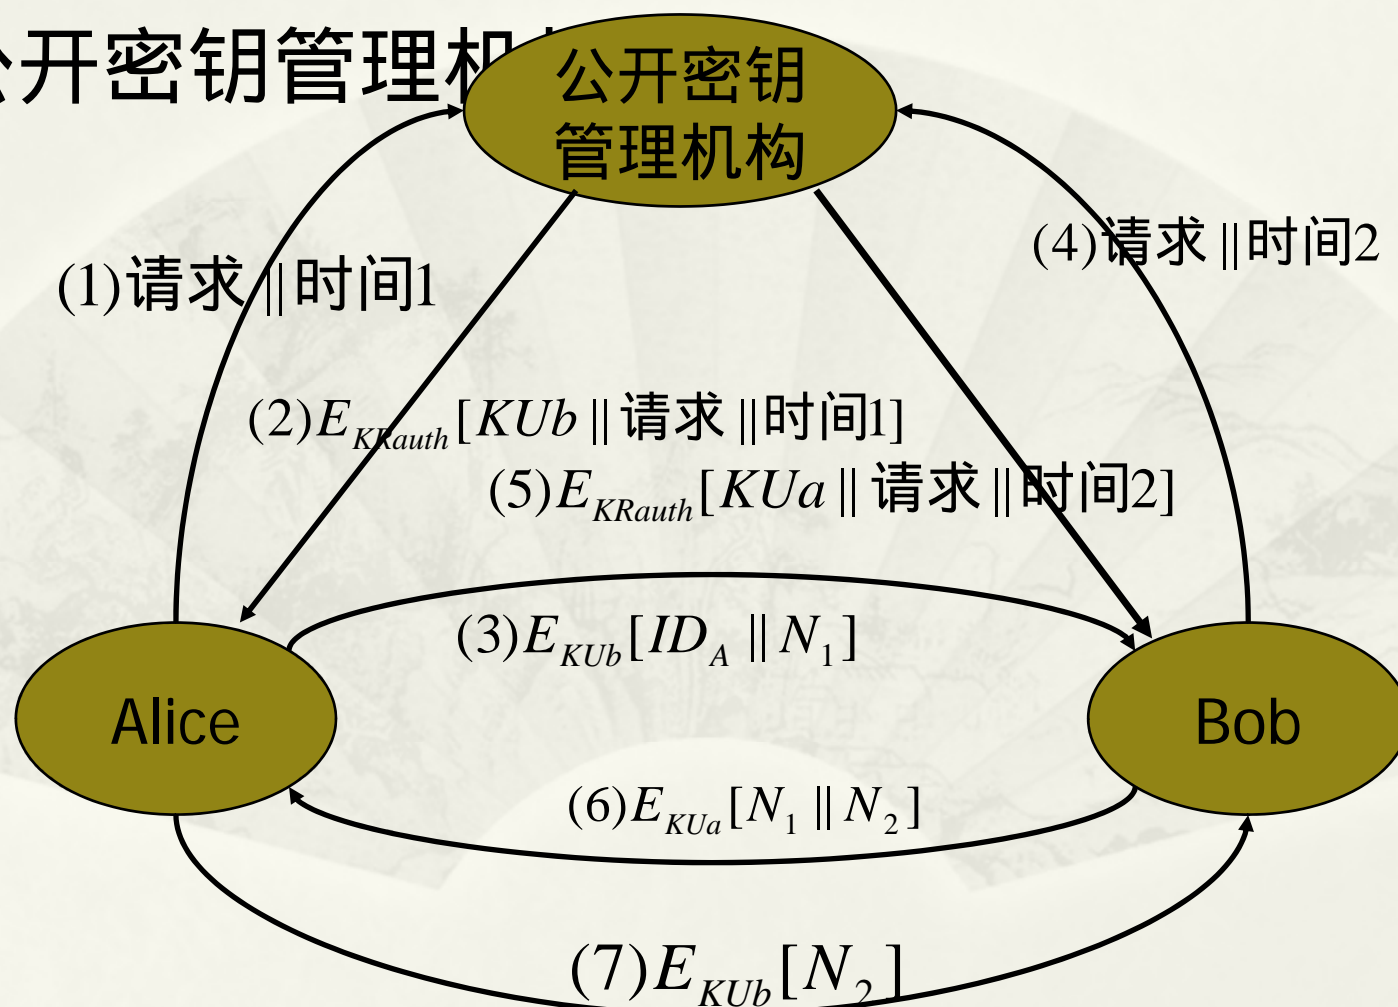 公开密钥管理机
公开密钥
管理机构
(1)请求 || 时间1
(4)请求 || 时间2
(2)E_{KRauth}[KUb || 请求 || 时间1]
(5)E_{KRauth}[KUa || 请求 || 时间2]
(3)E_{KUb}[ID_A || N_1]
Alice
Bob
(6)E_{KUa}[N_1 || N_2]
(7)E_{KUb}[N_2]